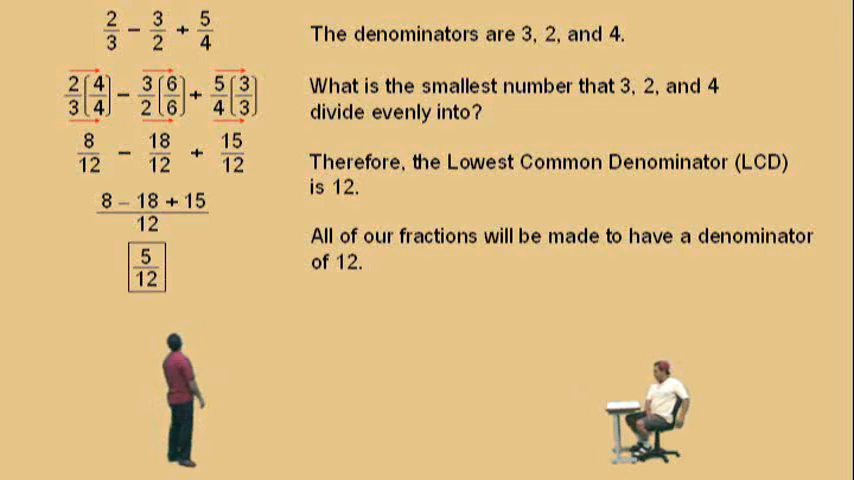 2/3 − 3/2 + 5/4
2/3(4/4) − 3/2(6/6) + 5/4(3/3)
8/12 − 18/12 + 15/12
8 – 18 + 15
12
5/12
The denominators are 3, 2, and 4.
What is the smallest number that 3, 2, and 4
divide evenly into?
Therefore, the Lowest Common Denominator (LCD)
is 12.
All of our fractions will be made to have a denominator
of 12.